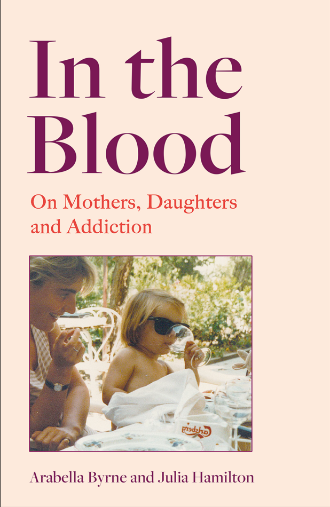 In the
Blood
On Mothers, Daughters
and Addiction
Arabella Byrne and Julia Hamilton